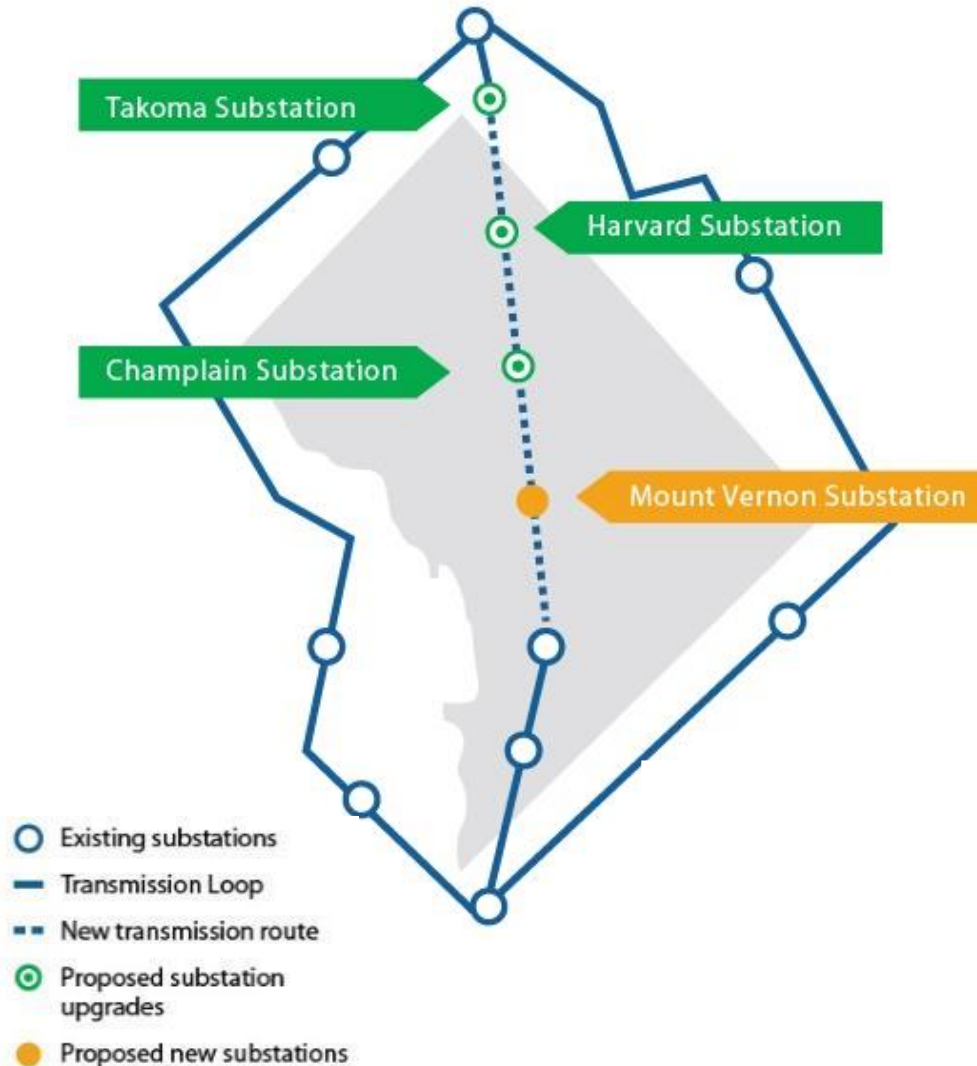 Takoma Substation
Harvard Substation
Champlain Substation
Mount Vernon Substation
Existing substations
Transmission Loop
New transmission route
Proposed substation
upgrades
Proposed new substations